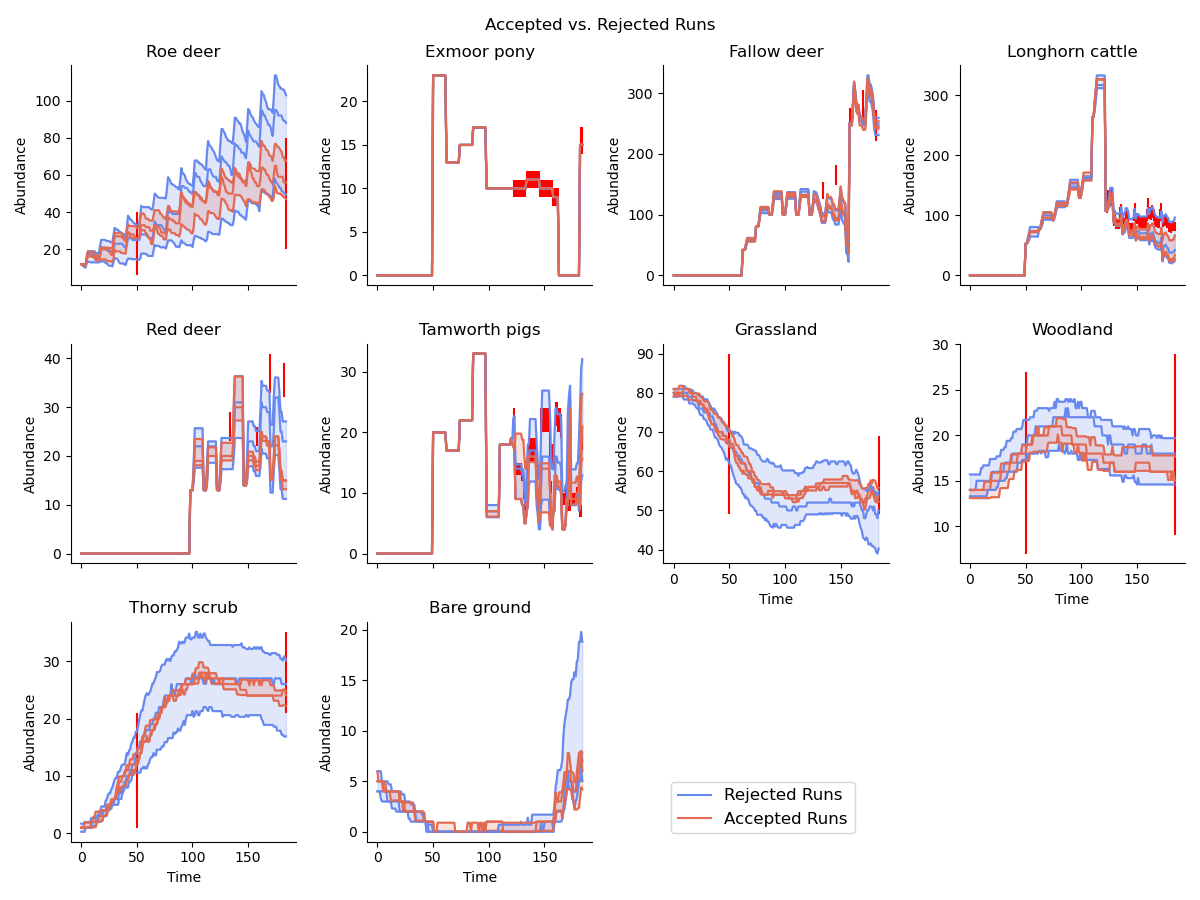 Accepted vs. Rejected Runs
Roe deer
Exmoor pony
Fallow deer
Longhorn cattle
Abundance
100
80
60
40
20
Abundance
20
15
10
5
0
Abundance
300
200
100
0
Abundance
300
200
100
0
Red deer
Tamworth pigs
Grassland
Woodland
Abundance
40
30
20
10
0
Abundance
30
20
10
0
Abundance
90
80
70
60
50
40
0 50 100 150
Time
Abundance
30
25
20
15
10
0 50 100 150
Time
Thorny scrub
Bare ground
Abundance
30
20
10
0
0 50 100 150
Time
Abundance
20
15
10
5
0
0 50 100 150
Time
Rejected Runs
Accepted Runs